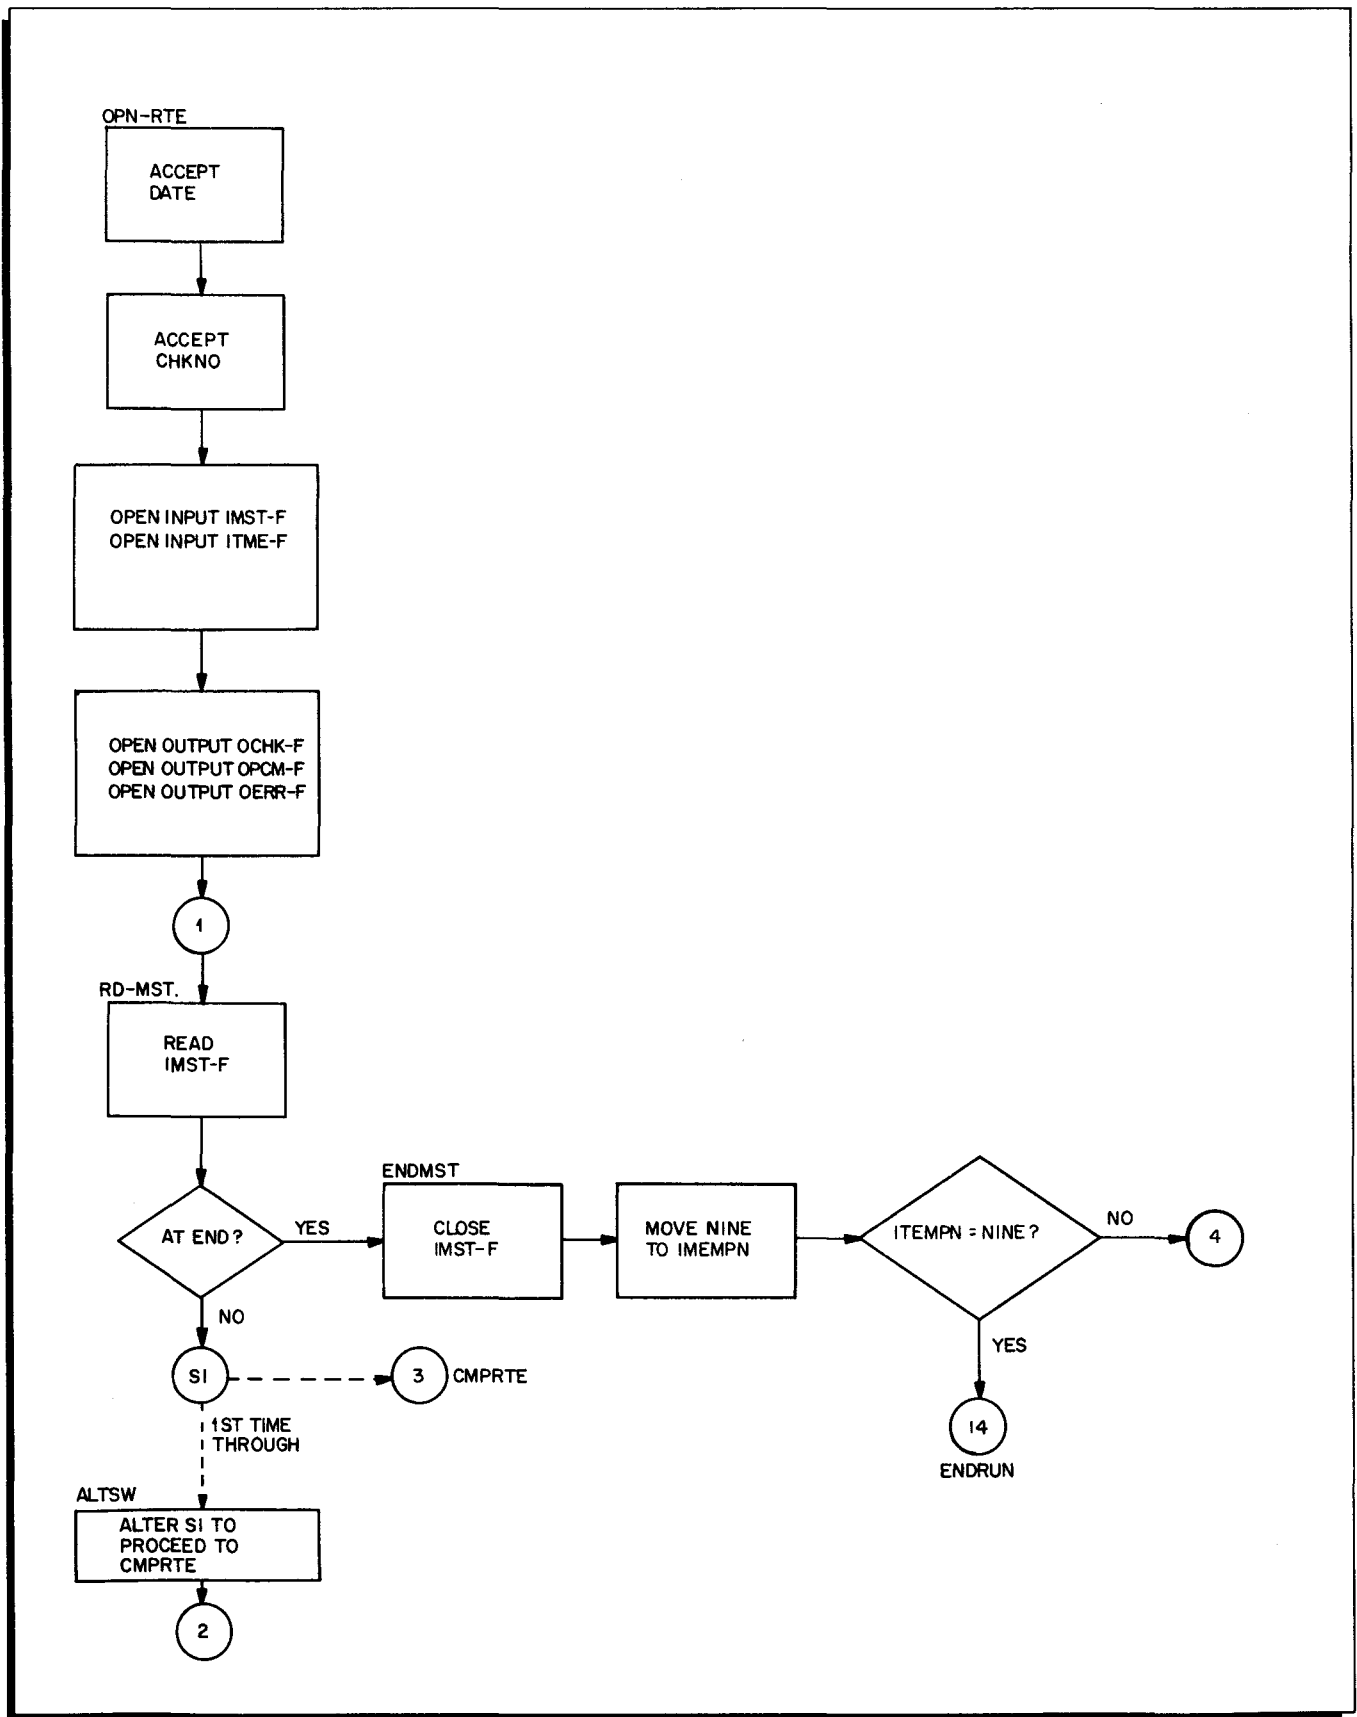 OPN-RTE
ACCEPT
DATE
ACCEPT
CHKNO
OPEN INPUT IMST-F
OPEN INPUT ITME-F
OPEN OUTPUT OCHK-F
OPEN OUTPUT OPCM-F
OPEN OUTPUT OERR-F
1
RD-MST.
READ
IMST-F
AT END?
YES
NO
ENDMST
CLOSE
IMST-F
MOVE NINE
TO IMEMPN
ITEMPN = NINE?
NO
4
YES
14
ENDRUN
S1
3
CMPRTE
1ST TIME
THROUGH
ALTSW
ALTER S1 TO
PROCEED TO
CMPRTE
2